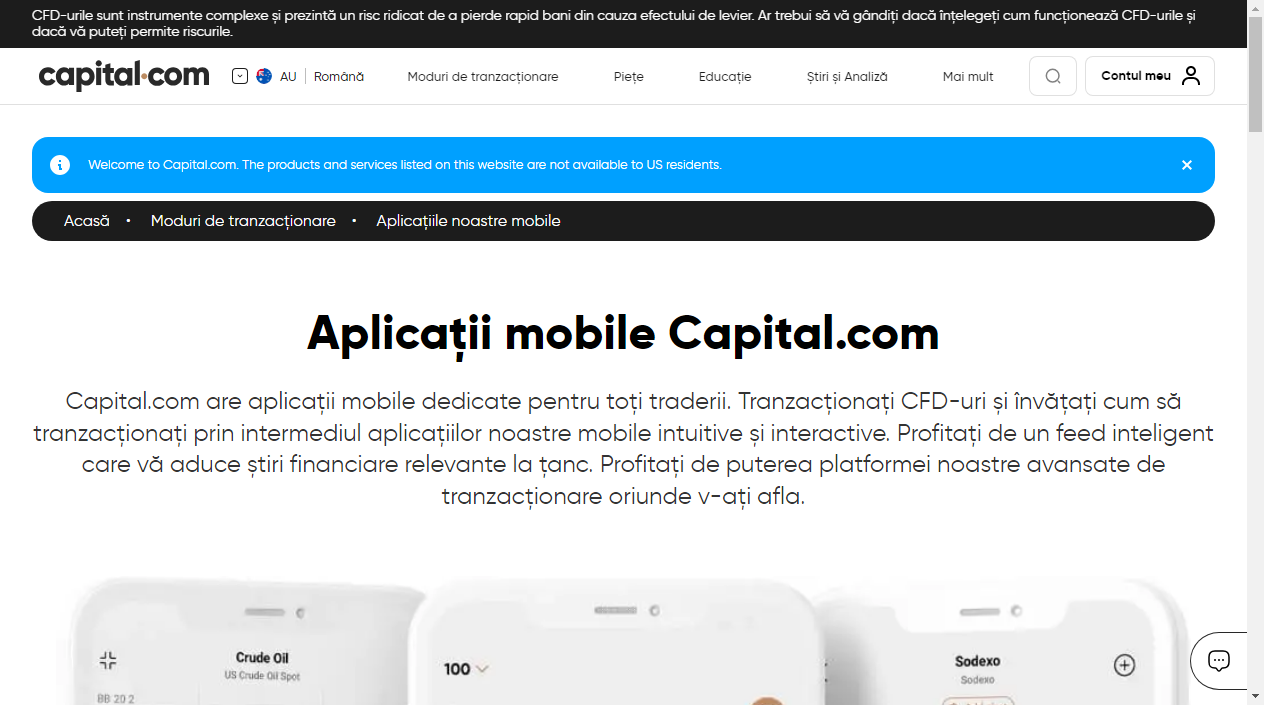 CFD-urile sunt instrumente complexe și prezintă un risc ridicat de a pierde rapid bani din cauza efectului de levier. Ar trebui să vă gândiți dacă înțelegeți cum funcționează CFD-urile și
dacă vă puteți permite riscurile.
capital.com AU Română Moduri de tranzacționare Piețe Educație Știri și Analiză Mai mult Contul meu
Welcome to Capital.com. The products and services listed on this website are not available to US residents.
Acasă • Moduri de tranzacționare • Aplicațiile noastre mobile
Aplicații mobile Capital.com
Capital.com are aplicații mobile dedicate pentru toți traderii. Tranzacționați CFD-uri și învățați cum să
tranzacționați prin intermediul aplicațiilor noastre mobile intuitive și interactive. Profitați de un feed inteligent
care vă aduce știri financiare relevante la țanc. Profitați de puterea platformei noastre avansate de
tranzacționare oriunde v-ați afla.
Crude Oil
US Crude Oil Spot
BB 20 2
100
Sodexo
Sodexo